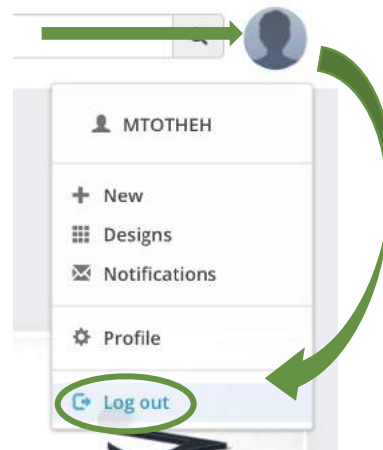 MTOTHEH
New
Designs
Notifications
Profile
Log out